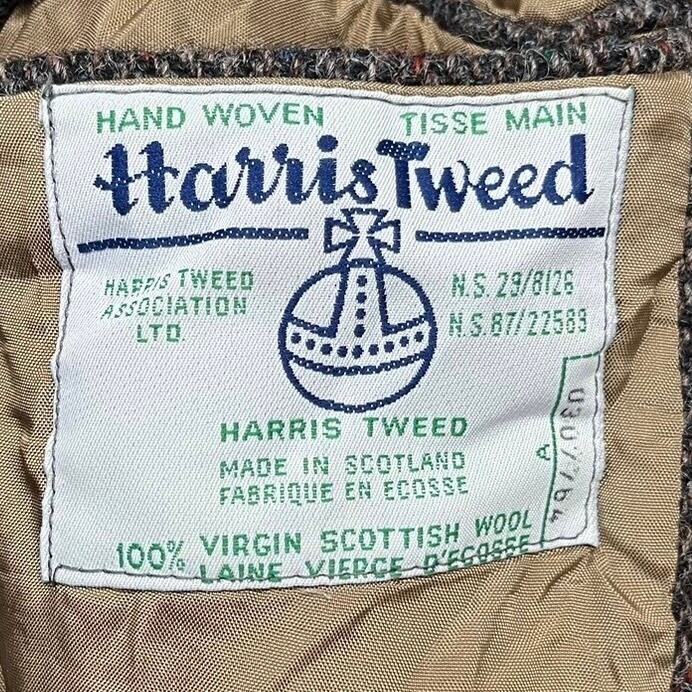 HAND WOVEN TISSE MAIN
Harris Tweed
HARRIS TWEED
ASSOCIATION
LTD.
N.S. 29/8126
N.S. 87/22589
HARRIS TWEED
MADE IN SCOTLAND
FABRIQUE EN ECOSSE
100% VIRGIN SCOTTISH WOOL
LAINE VIERGE D'ECOSSE
A